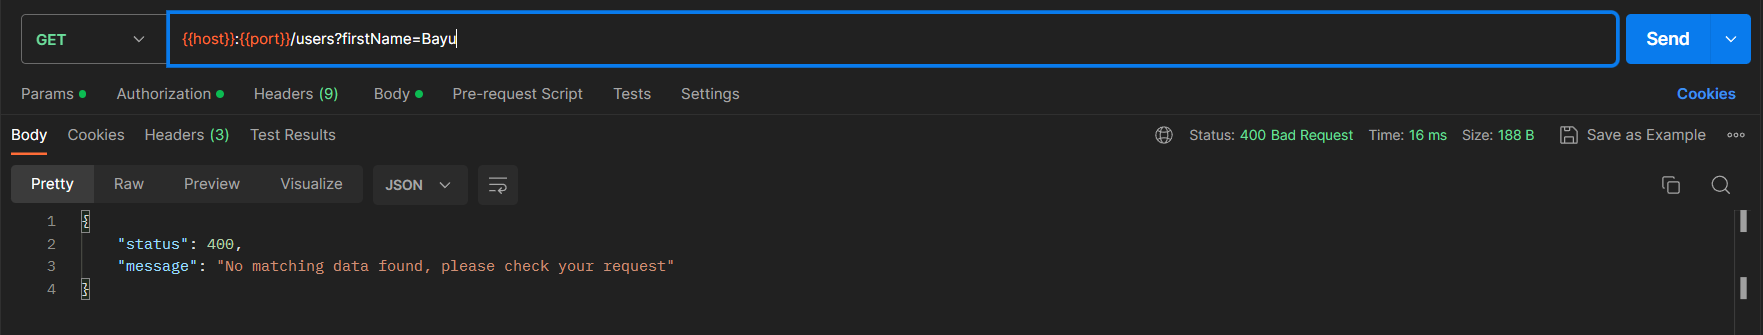 GET {{host}}:{{port}}/users?firstName=Bayu Send
Params Authorization Headers (9) Body Pre-request Script Tests Settings Cookies
Body Cookies Headers (3) Test Results Status: 400 Bad Request Time: 16 ms Size: 188 B Save as Example
Pretty Raw Preview Visualize JSON
1 {
2 "status": 400,
3 "message": "No matching data found, please check your request"
4 }